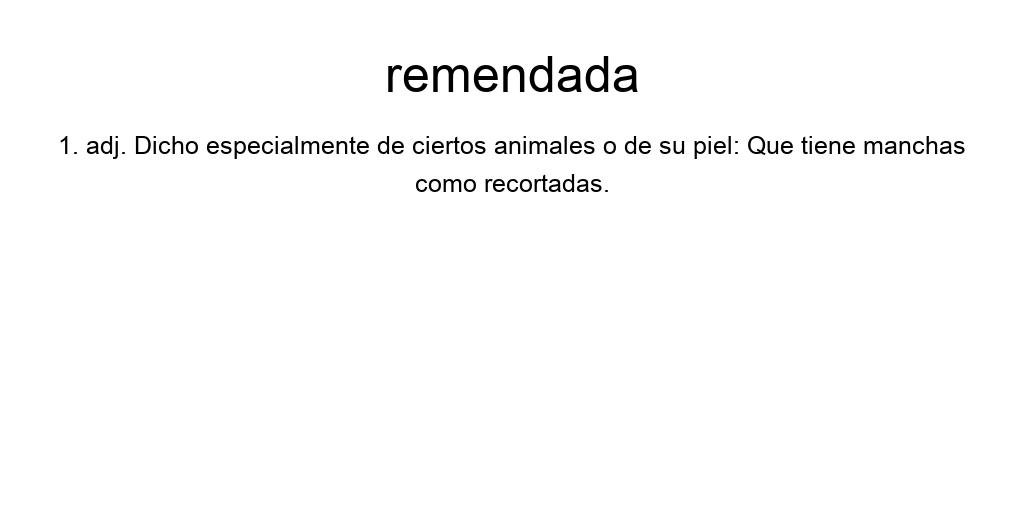 remendada
1. adj. Dicho especialmente de ciertos animales o de su piel: Que tiene manchas
como recortadas.